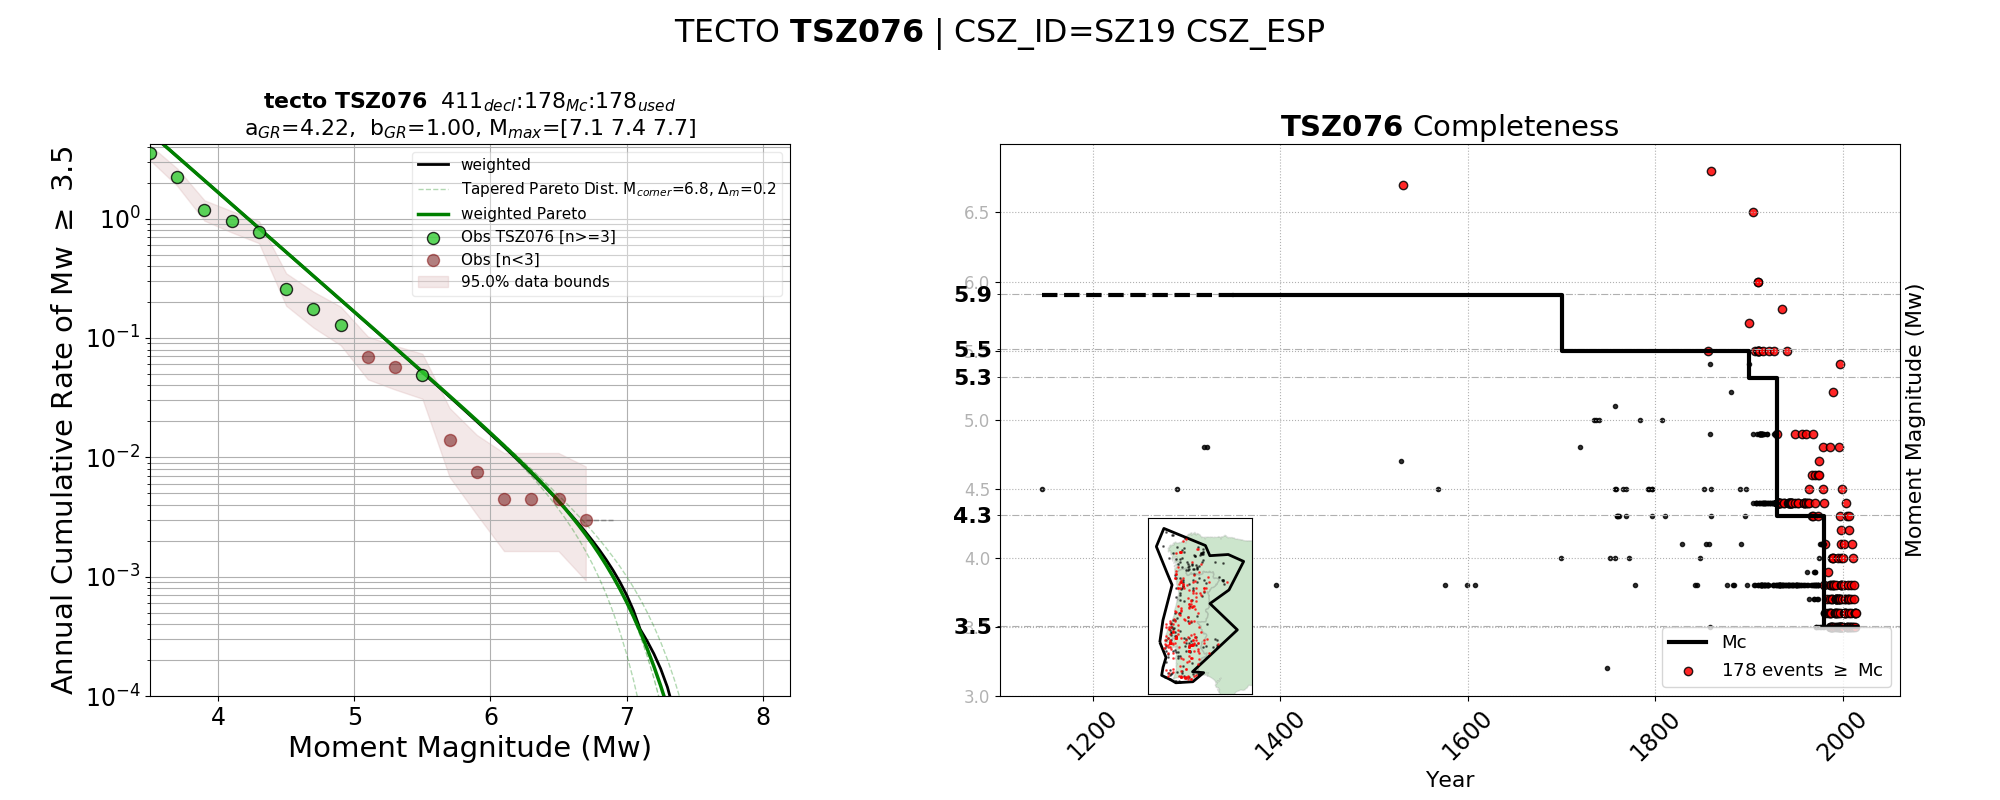 TECTO TSZ076 | CSZ_ID=SZ19 CSZ_ESP
tecto TSZ076 411decl:178Mc:178used
aGR=4.22, bGR=1.00, Mmax=[7.1 7.4 7.7]
Annual Cumulative Rate of Mw ≥ 3.5
10^0
10^-1
10^-2
10^-3
10^-4
weighted
Tapered Pareto Dist. Mcorner=6.8, Δm=0.2
weighted Pareto
Obs TSZ076 [n>=3]
Obs [n<3]
95.0% data bounds
4 5 6 7 8
Moment Magnitude (Mw)
TSZ076 Completeness
6.5
6.0
5.9
5.5
5.3
5.0
4.5
4.3
4.0
3.5
3.0
Mc
178 events ≥ Mc
1200 1400 1600 1800 2000
Year
Moment Magnitude (Mw)